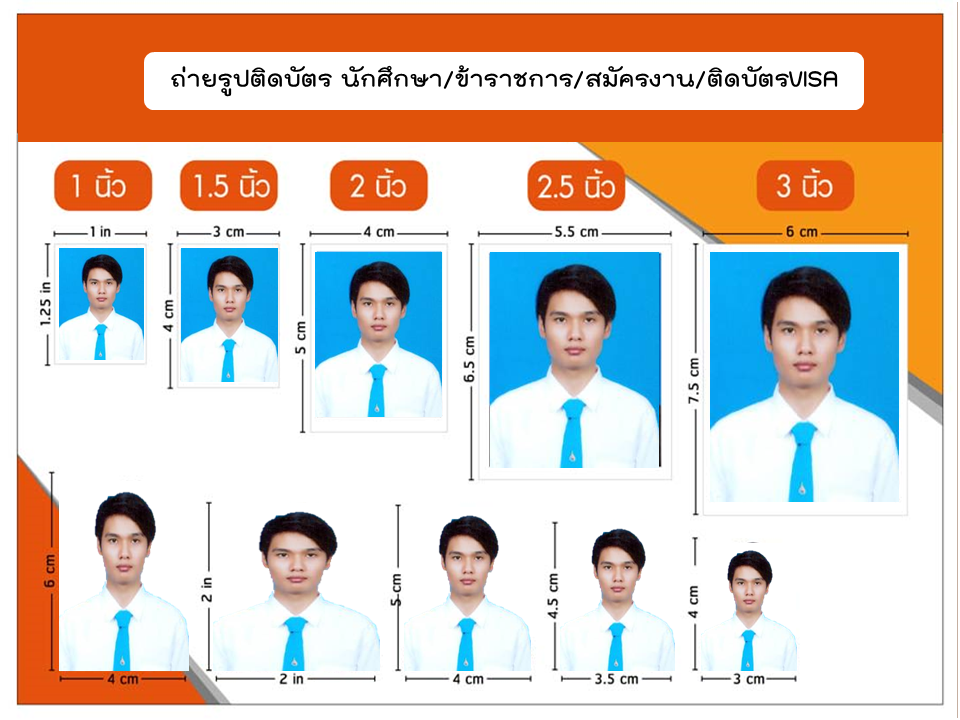 ถ่ายรูปติดบัตร นักศึกษา/ข้าราชการ/สมัครงาน/ติดบัตรVISA
1 นิ้ว
1.5 นิ้ว
2 นิ้ว
2.5 นิ้ว
3 นิ้ว
1 in
3 cm
4 cm
5.5 cm
6 cm
1.25 in
4 cm
5 cm
6.5 cm
7.5 cm
6 cm
2 in
5 cm
4.5 cm
4 cm
4 cm
2 in
4 cm
3.5 cm
3 cm